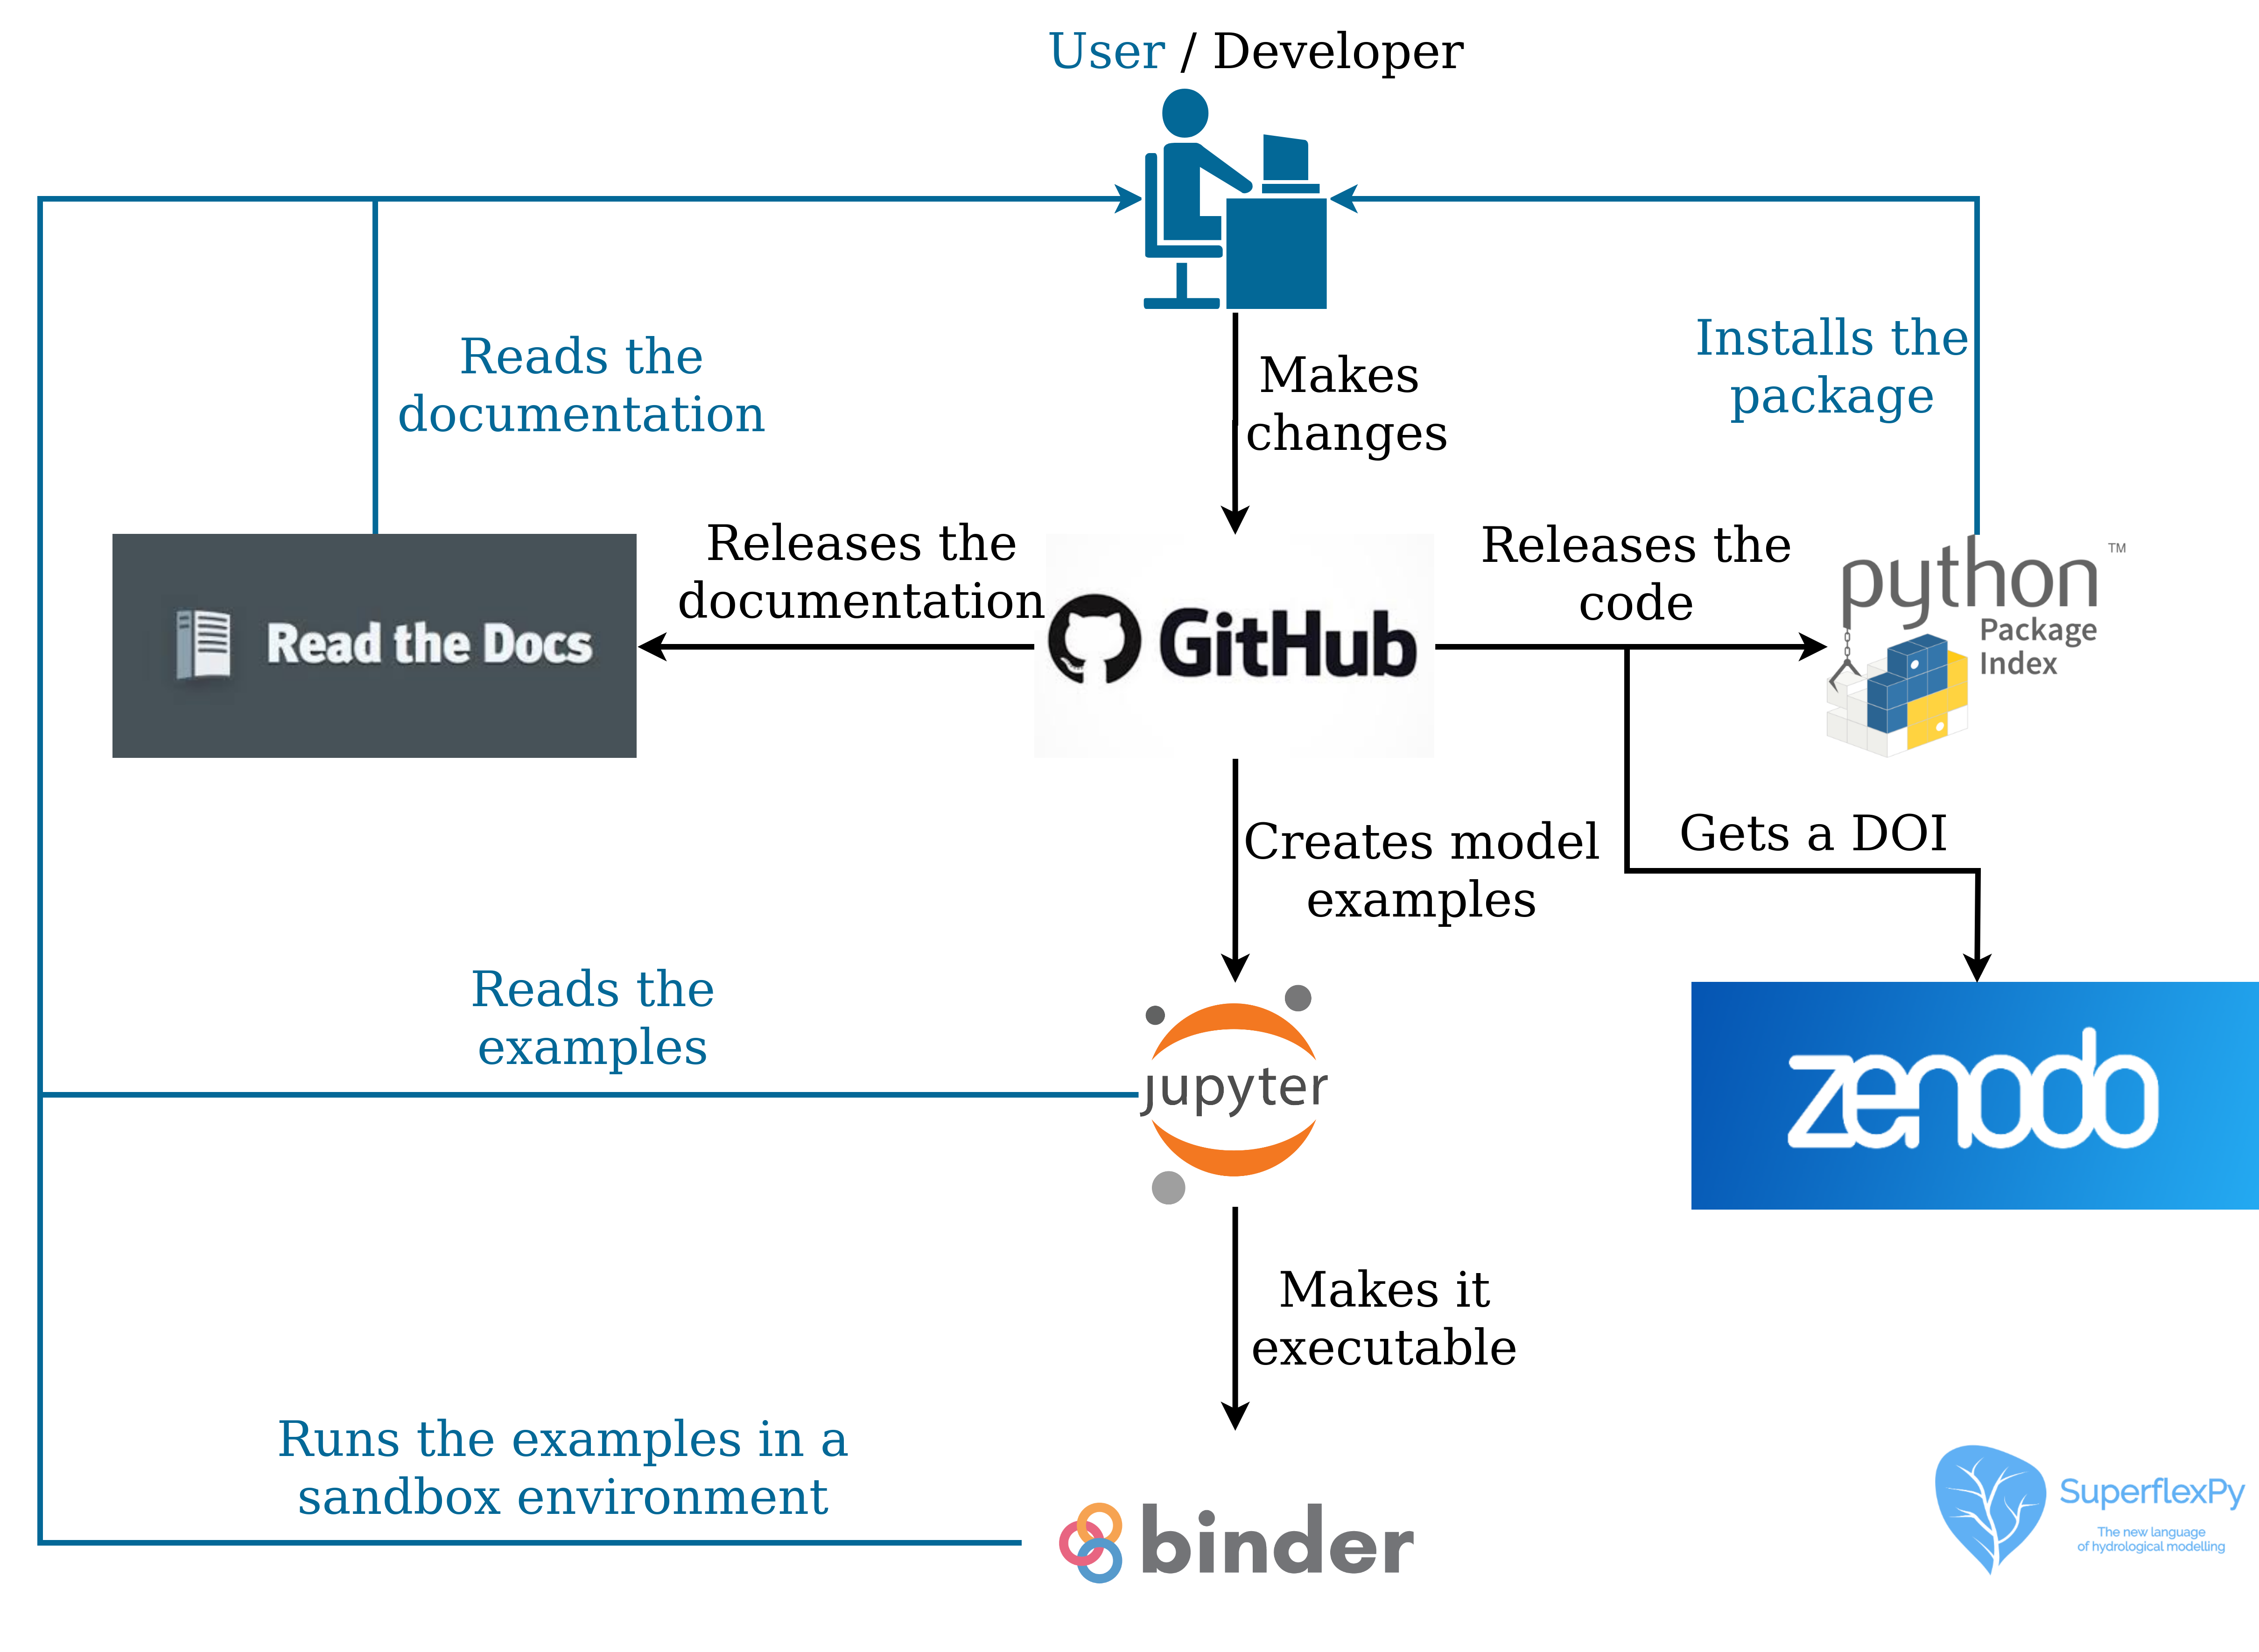 User / Developer
Reads the
documentation
Makes
changes
Installs the
package
Releases the
documentation
Releases the
code
Read the Docs
GitHub
python ™
Package
Index
Creates model
examples
Gets a DOI
Reads the
examples
jupyter
zenodo
Makes it
executable
Runs the examples in a
sandbox environment
binder
SuperflexPy
The new language
of hydrological modelling